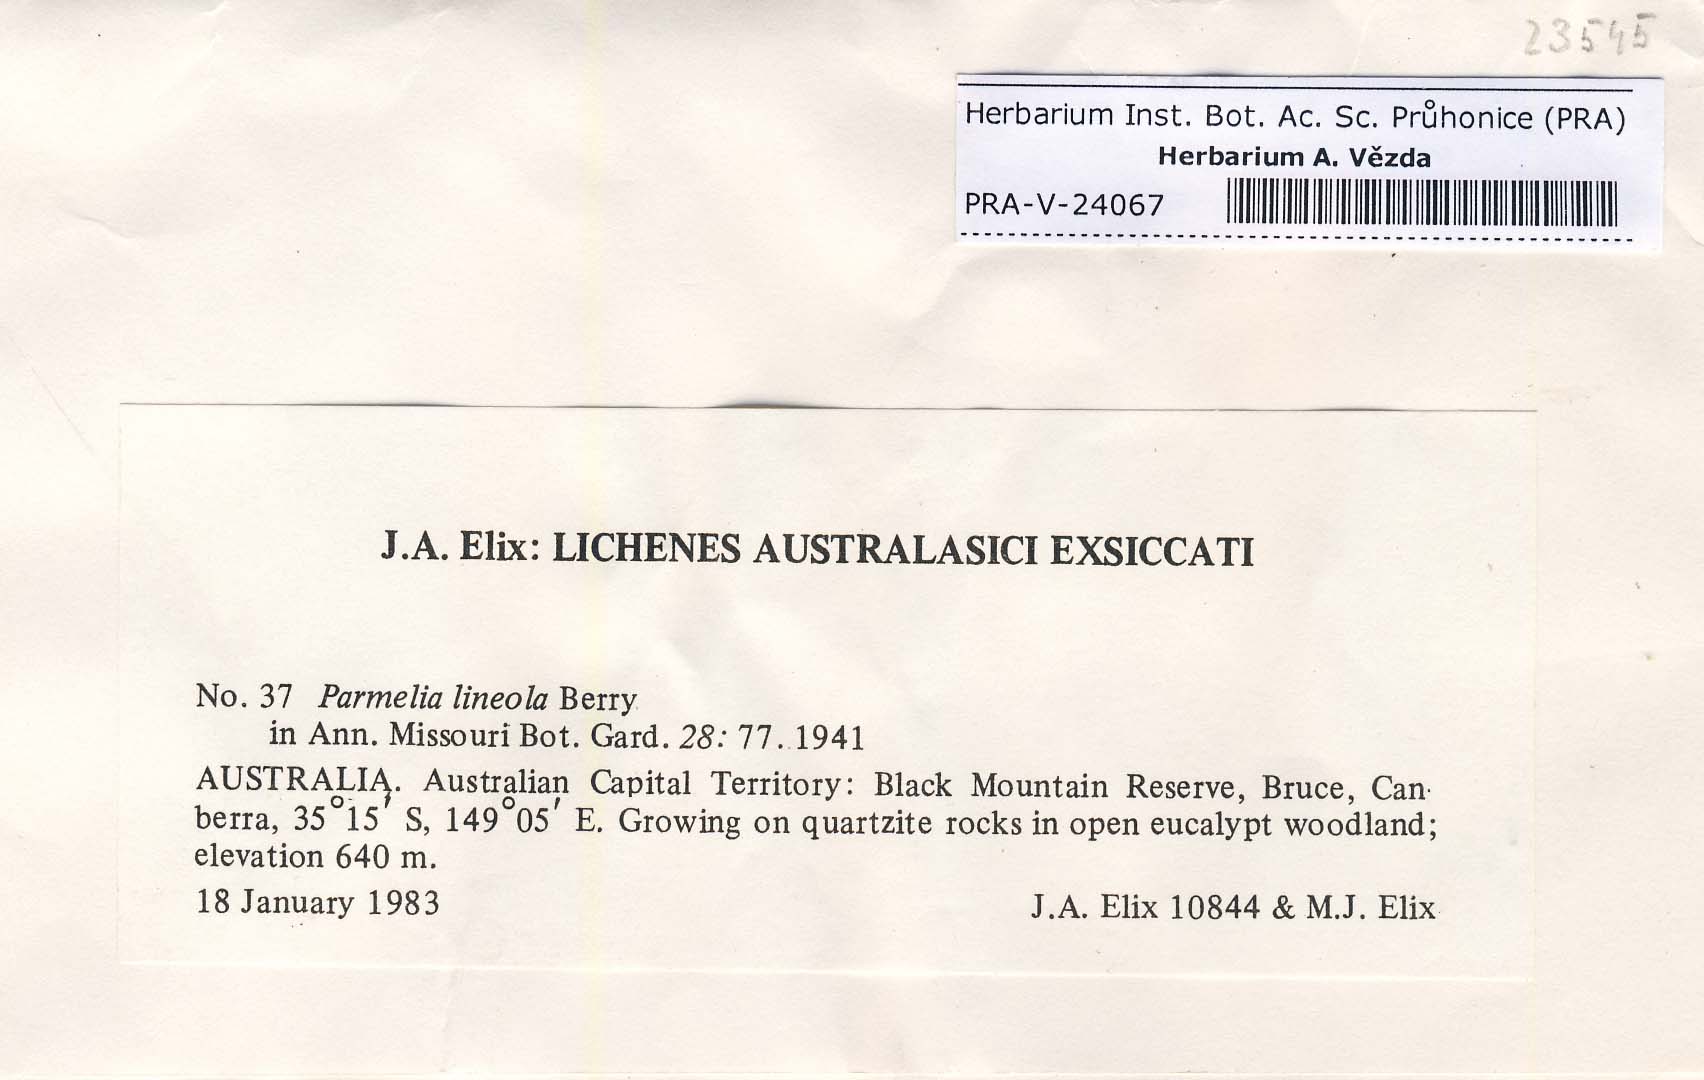 23545
Herbarium Inst. Bot. Ac. Sc. Průhonice (PRA)
Herbarium A. Vězda
PRA-V-24067
J.A. Elix: LICHENES AUSTRALASICI EXSICCATI
No. 37 Parmelia lineola Berry
in Ann. Missouri Bot. Gard. 28: 77. 1941
AUSTRALIA. Australian Capital Territory: Black Mountain Reserve, Bruce, Can-
berra, 35°15′ S, 149°05′ E. Growing on quartzite rocks in open eucalypt woodland;
elevation 640 m.
18 January 1983 J.A. Elix 10844 & M.J. Elix